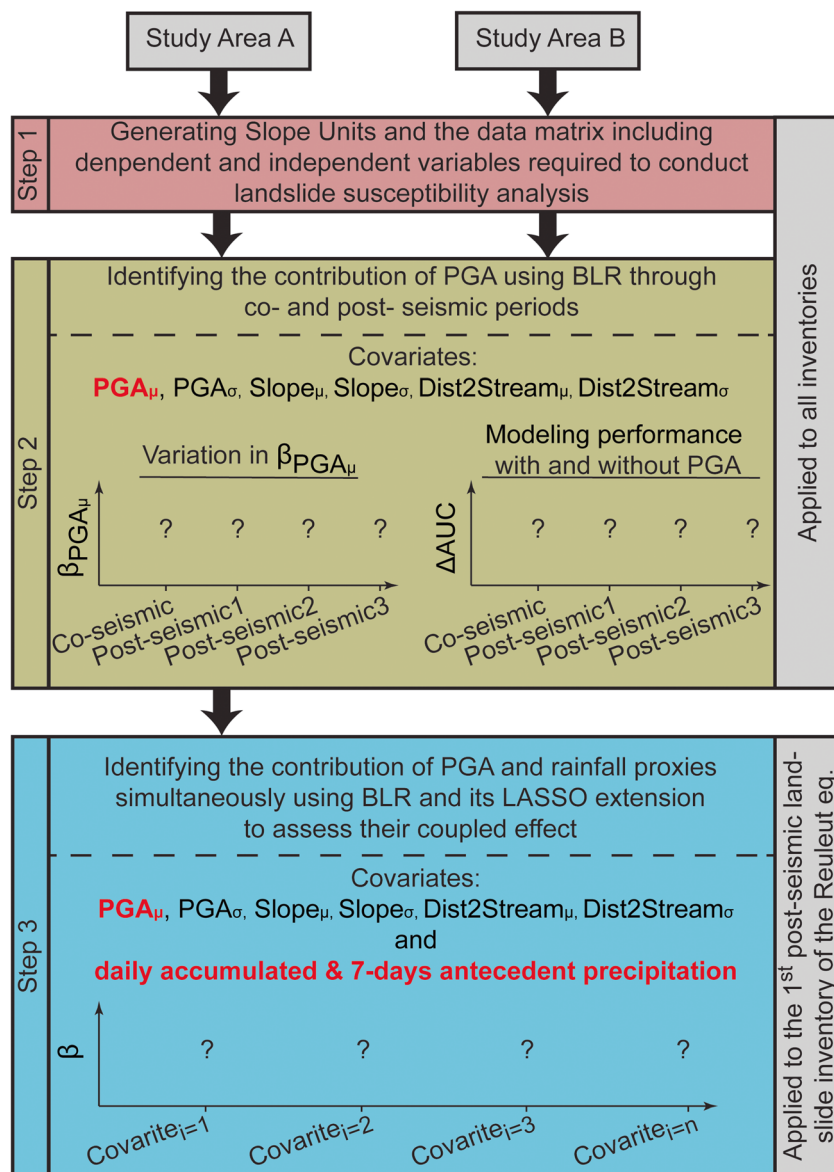 Study Area A
Study Area B
Step 1
Generating Slope Units and the data matrix including
denpendent and independent variables required to conduct
landslide susceptibility analysis
Applied to all inventories
Step 2
Identifying the contribution of PGA using BLR through
co- and post- seismic periods
Covariates:
PGAμ, PGAσ, Slopeμ, Slopeσ, Dist2Streamμ, Dist2Streamσ
Variation in βPGAμ
βPGAμ
? ? ? ?
Co-seismic
Post-seismic1
Post-seismic2
Post-seismic3
Modeling performance
with and without PGA
ΔAUC
? ? ? ?
Co-seismic
Post-seismic1
Post-seismic2
Post-seismic3
Step 3
Identifying the contribution of PGA and rainfall proxies
simultaneously using BLR and its LASSO extension
to assess their coupled effect
Covariates:
PGAμ, PGAσ, Slopeμ, Slopeσ, Dist2Streamμ, Dist2Streamσ
and
daily accumulated & 7-days antecedent precipitation
β
? ? ? ?
Covaritei=1
Covaritei=2
Covaritei=3
Covaritei=n
Applied to the 1st post-seismic land-
slide inventory of the Reuleut eq.